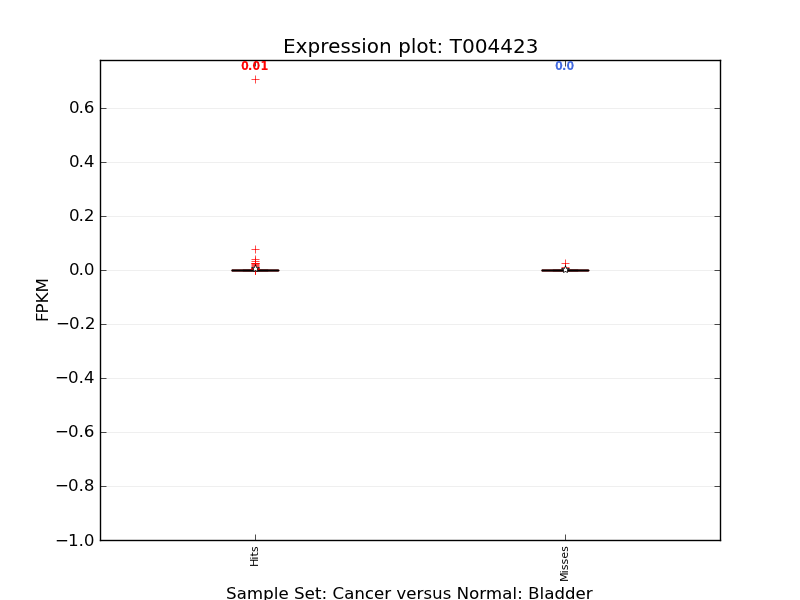 Expression plot: T004423
0.01
0.0
0.6
0.4
0.2
0.0
−0.2
−0.4
−0.6
−0.8
−1.0
FPKM
Hits
Misses
Sample Set: Cancer versus Normal: Bladder